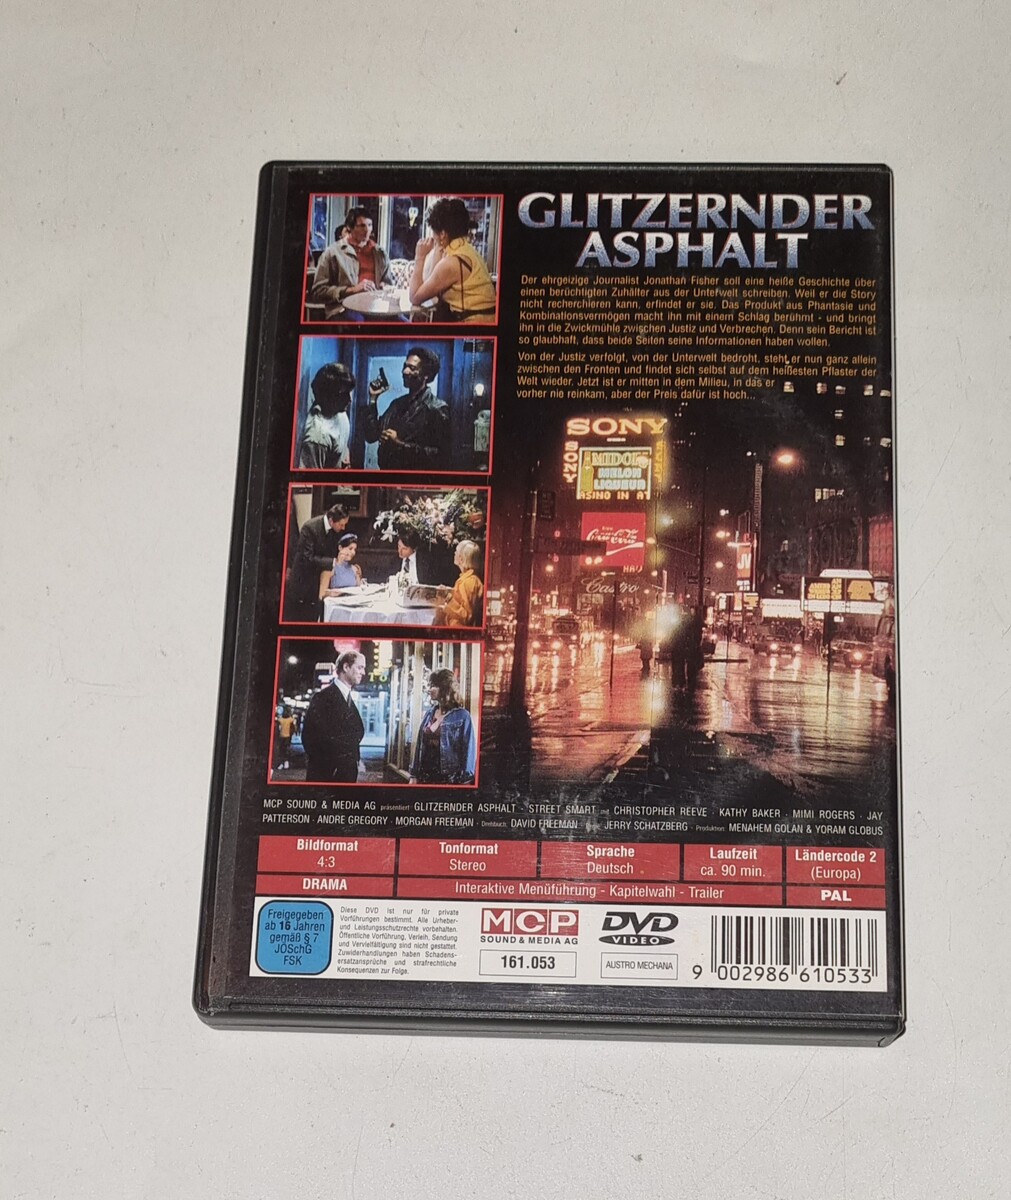 GLITZERNDER
ASPHALT
Der ehrgeizige Journalist Jonathan Fisher soll eine heiße Geschichte über
einen berüchtigten Zuhälter aus der Unterwelt schreiben. Weil er die Story
nicht recherchieren kann, erfindet er sie. Das Produkt aus Phantasie und
Kombinationsvermögen macht ihn mit einem Schlag berühmt - und bringt
ihn in die Zwickmühle zwischen Justiz und Verbrechen. Denn sein Bericht ist
so glaubhaft, dass beide Seiten seine Informationen haben wollen.
Von der Justiz verfolgt, von der Unterwelt bedroht, steht er nun ganz allein
zwischen den Fronten und findet sich selbst auf dem heißesten Pflaster der
Welt wieder. Jetzt ist er mitten in dem Milieu, in das er
vorher nie reinkam, aber der Preis dafür ist hoch...
SONY
SONY
MIDORI
MELON
LIQUEUR
ASINO IN A
Coca-Cola
Castro
MCP SOUND & MEDIA AG präsentiert GLITZERNDER ASPHALT - STREET SMART mit CHRISTOPHER REEVE · KATHY BAKER · MIMI ROGERS · JAY
PATTERSON · ANDRE GREGORY · MORGAN FREEMAN · Drehbuch: DAVID FREEMAN JERRY SCHATZBERG · Produktion: MENAHEM GOLAN & YORAM GLOBUS
Bildformat
4:3
Tonformat
Stereo
Sprache
Deutsch
Laufzeit
ca. 90 min.
Ländercode 2
(Europa)
DRAMA
Interaktive Menüführung - Kapitelwahl - Trailer
PAL
Freigegeben
ab 16 Jahren
gemäß § 7
JÖSchG
FSK
Diese DVD ist nur für private
Vorführungen bestimmt. Alle Urheber-
und Leistungsschutzrechte vorbehalten.
Öffentliche Vorführung, Verleih, Sendung
und Vervielfältigung sind nicht gestattet.
Zuwiderhandlungen haben Schadens-
ersatzansprüche und strafrechtliche
Konsequenzen zur Folge.
MCP
SOUND & MEDIA AG
161.053
DVD
VIDEO
AUSTRO MECHANA
9 002986 610533